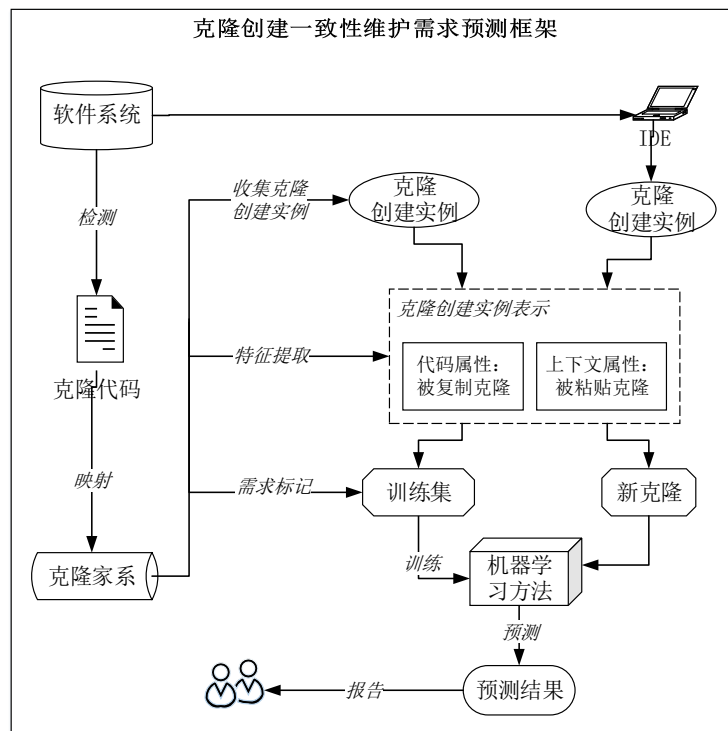 克隆创建一致性维护需求预测框架
软件系统
IDE
检测
收集克隆
创建实例
克隆
创建实例
克隆
创建实例
克隆代码
特征提取
克隆创建实例表示
代码属性:
被复制克隆
上下文属性:
被粘贴克隆
映射
需求标记
训练集
新克隆
克隆家系
训练
机器学
习方法
预测
预测结果
报告